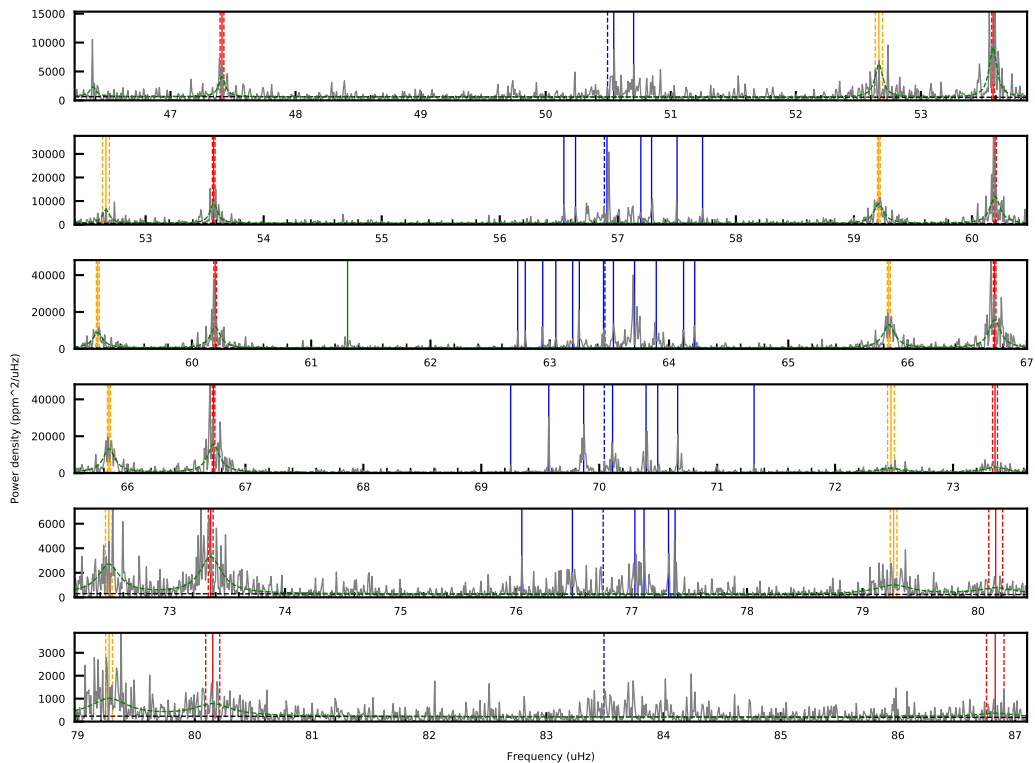 15000
10000
5000
0
47 48 49 50 51 52 53
30000
20000
10000
0
53 54 55 56 57 58 59 60
40000
20000
0
60 61 62 63 64 65 66 67
40000
20000
0
66 67 68 69 70 71 72 73
6000
4000
2000
0
73 74 75 76 77 78 79 80
3000
2000
1000
0
79 80 81 82 83 84 85 86 87
Power density (ppm^2/uHz)
Frequency (uHz)